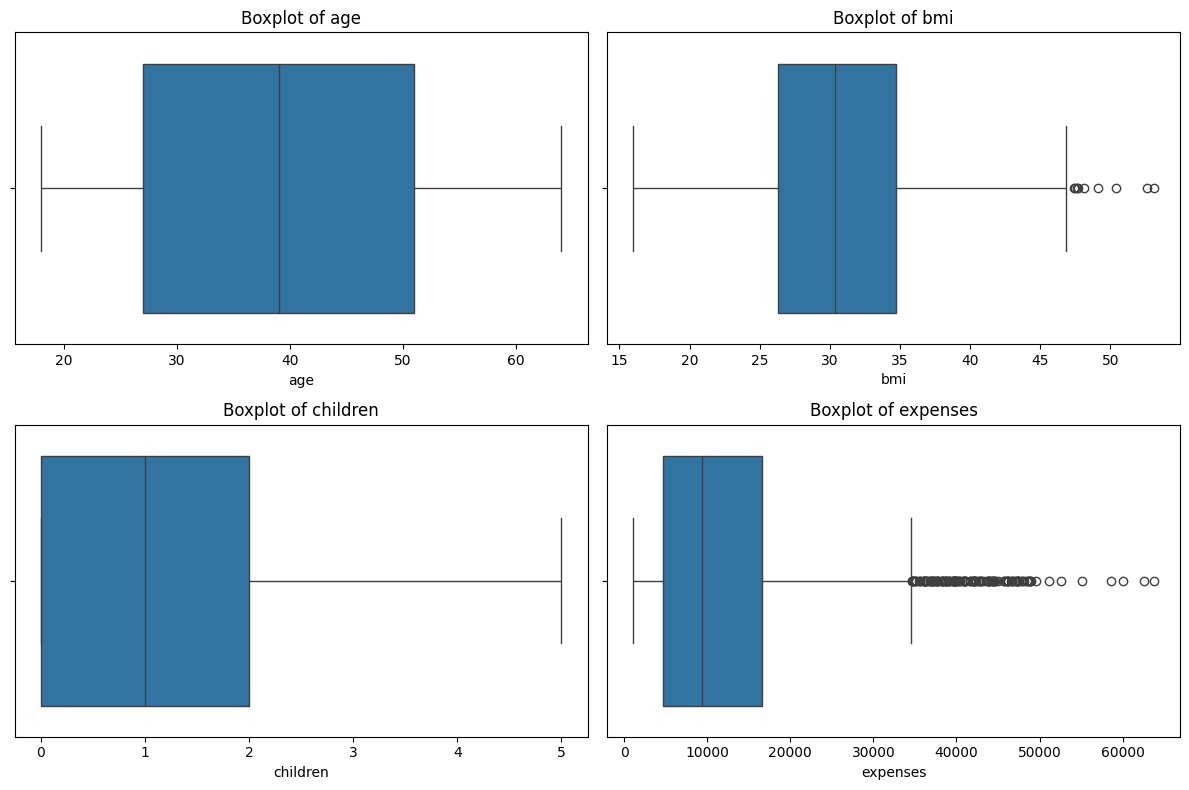 Boxplot of age
20 30 40 50 60
age
Boxplot of bmi
15 20 25 30 35 40 45 50
bmi
Boxplot of children
0 1 2 3 4 5
children
Boxplot of expenses
0 10000 20000 30000 40000 50000 60000
expenses